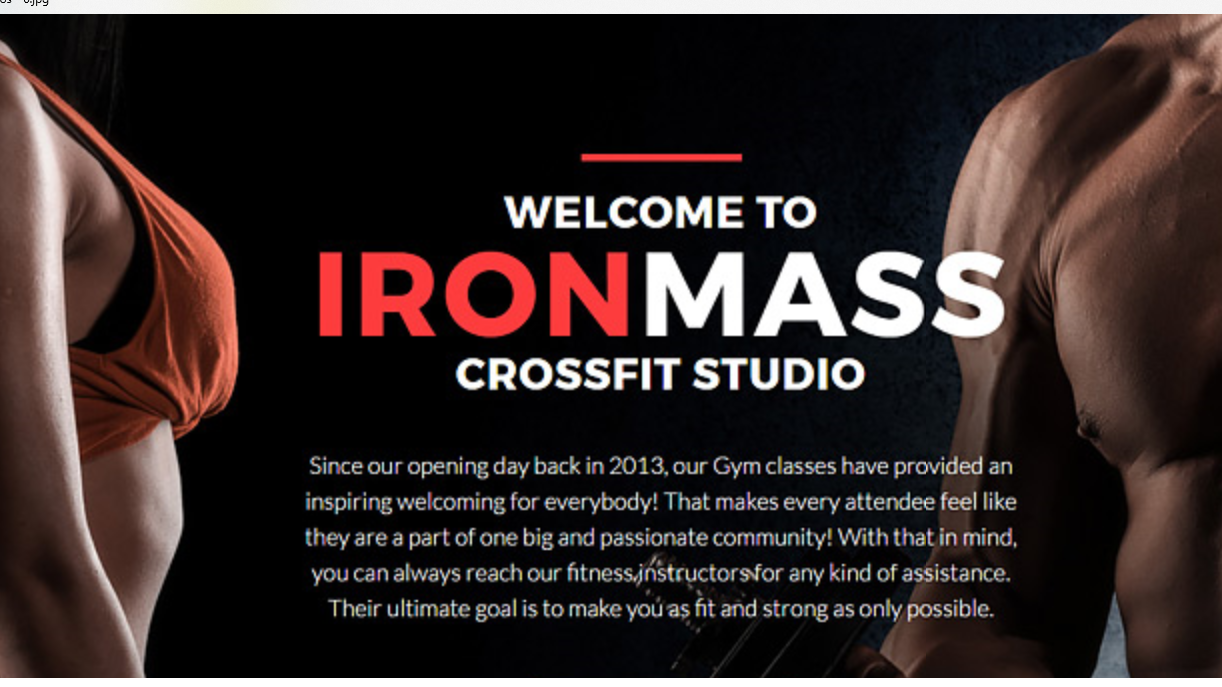 WELCOME TO
IRONMASS
CROSSFIT STUDIO
Since our opening day back in 2013, our Gym classes have provided an
inspiring welcoming for everybody! That makes every attendee feel like
they are a part of one big and passionate community! With that in mind,
you can always reach our fitness instructors for any kind of assistance.
Their ultimate goal is to make you as fit and strong as only possible.